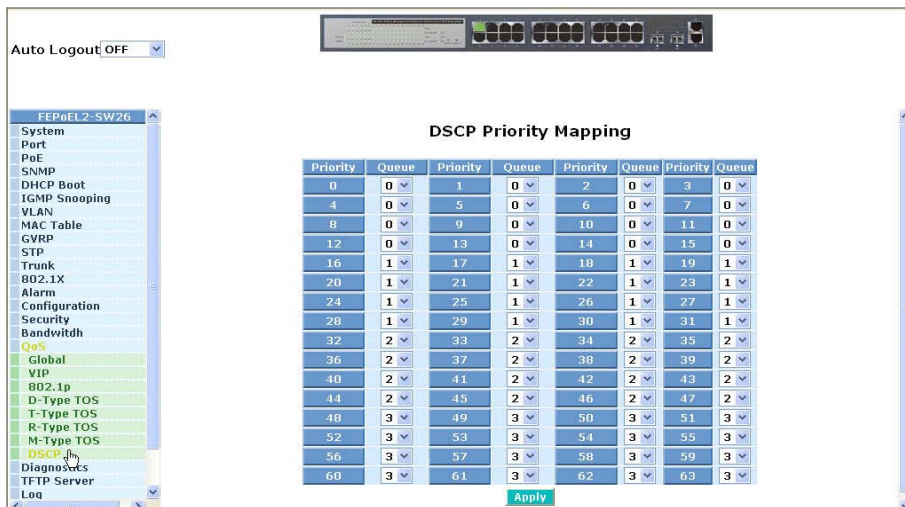 Auto Logout OFF
FEPoEL2-SW26
System
Port
PoE
SNMP
DHCP Boot
IGMP Snooping
VLAN
MAC Table
GVRP
STP
Trunk
802.1X
Alarm
Configuration
Security
Bandwitdh
QoS
Global
VIP
802.1p
D-Type TOS
T-Type TOS
R-Type TOS
M-Type TOS
DSCP
Diagnostics
TFTP Server
Log
DSCP Priority Mapping
Priority Queue Priority Queue Priority Queue Priority Queue
0 0 1 0 2 0 3 0
4 0 5 0 6 0 7 0
8 0 9 0 10 0 11 0
12 0 13 0 14 0 15 0
16 1 17 1 18 1 19 1
20 1 21 1 22 1 23 1
24 1 25 1 26 1 27 1
28 1 29 1 30 1 31 1
32 2 33 2 34 2 35 2
36 2 37 2 38 2 39 2
40 2 41 2 42 2 43 2
44 2 45 2 46 2 47 2
48 3 49 3 50 3 51 3
52 3 53 3 54 3 55 3
56 3 57 3 58 3 59 3
60 3 61 3 62 3 63 3
Apply